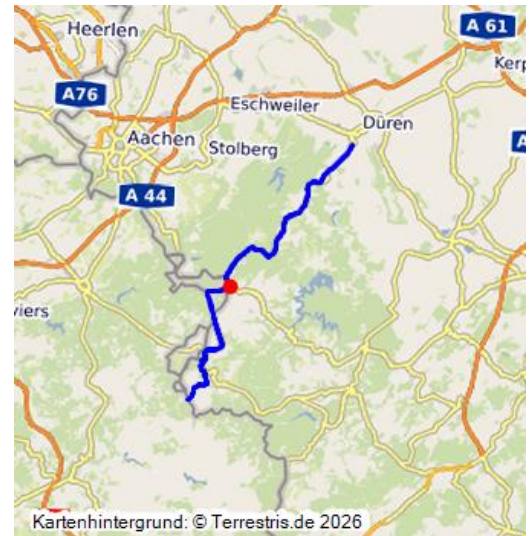 Heerlen
A 61
Kerp
A76
Eschweiler
Düren
Aachen
Stolberg
A
A 44
viers
Kartenhintergrund: © Terrestris.de 2026